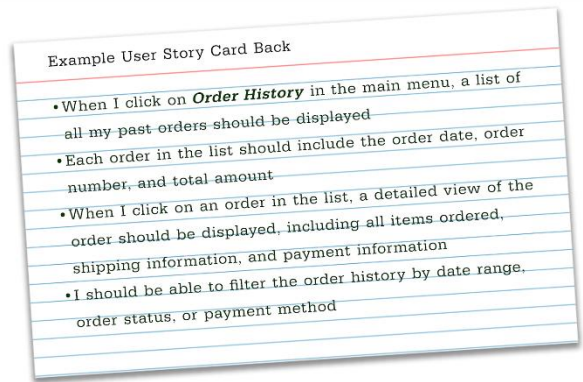 Example User Story Card Back
•When I click on Order History in the main menu, a list of
all my past orders should be displayed
•Each order in the list should include the order date, order
number, and total amount
•When I click on an order in the list, a detailed view of the
order should be displayed, including all items ordered,
shipping information, and payment information
•I should be able to filter the order history by date range,
order status, or payment method